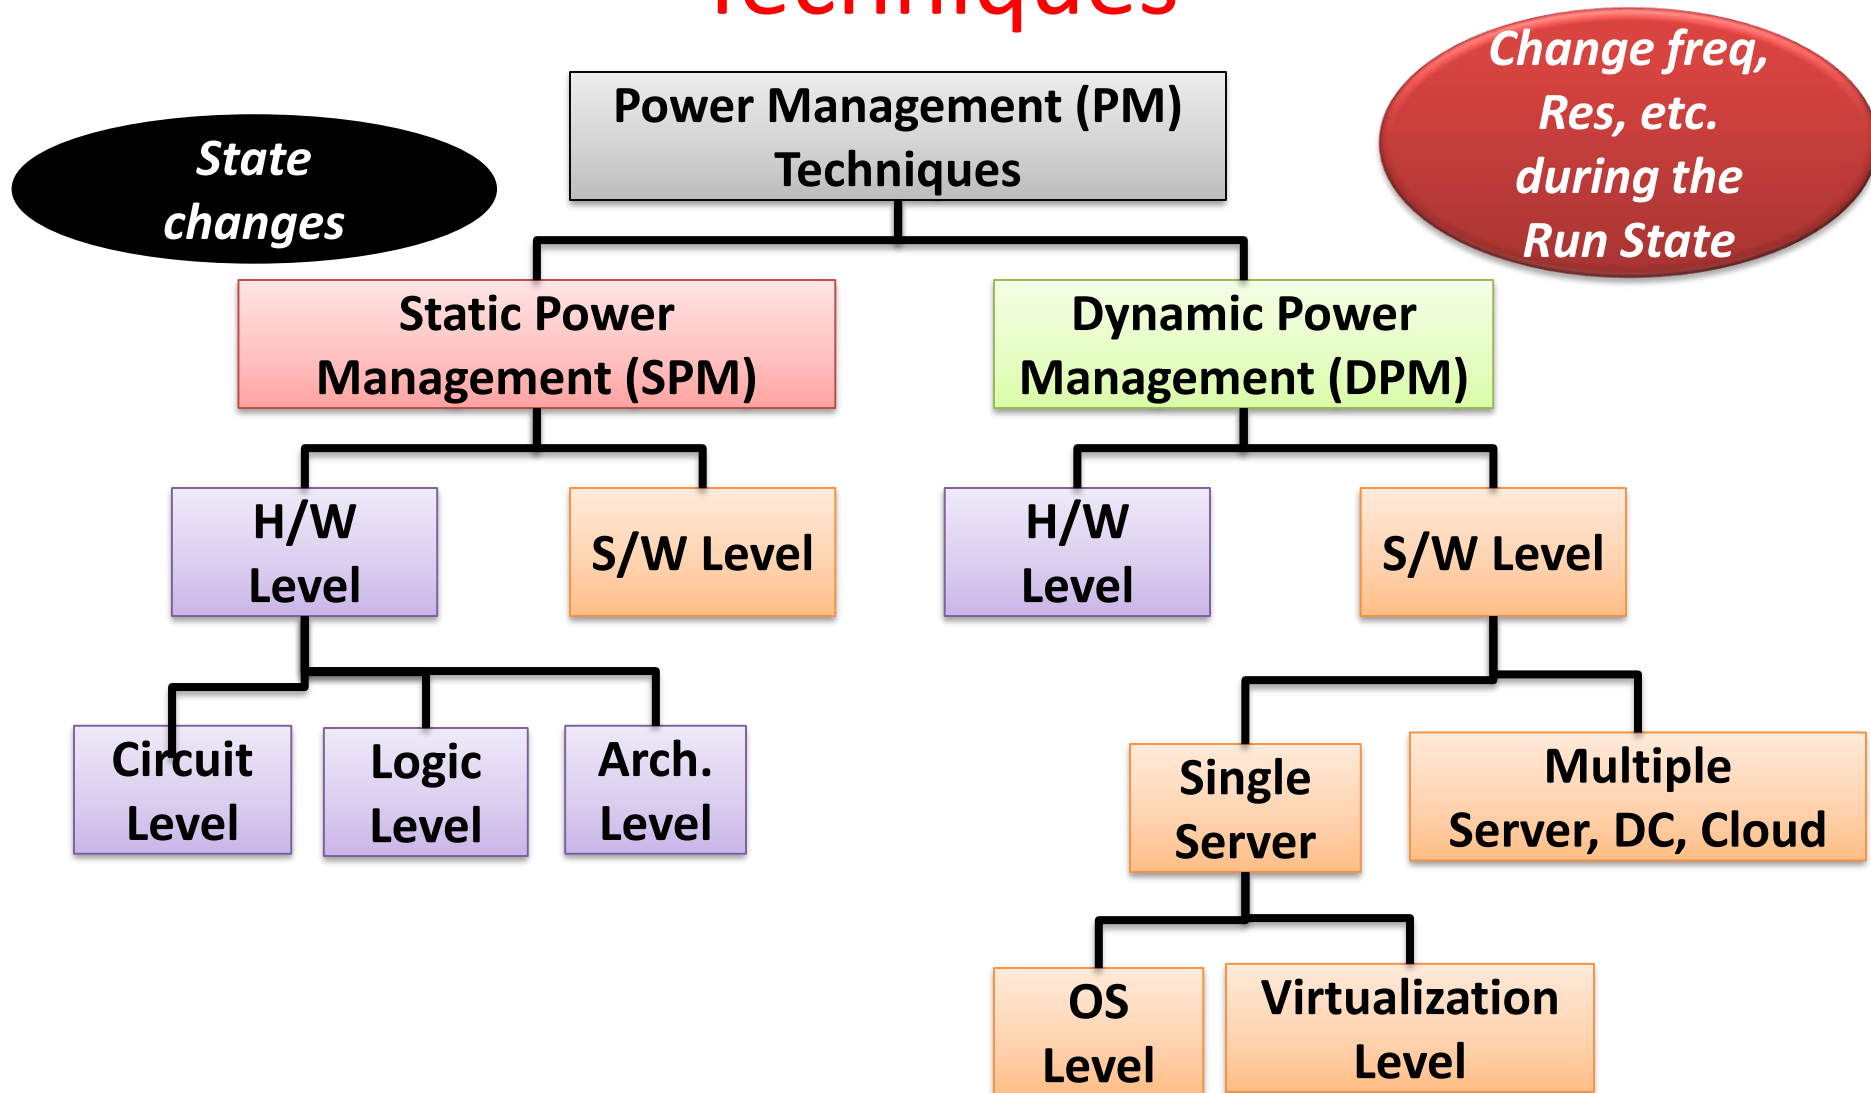 Techniques
Change freq,
Res, etc.
during the
Run State
Power Management (PM)
Techniques
State
changes
Static Power
Management (SPM)
Dynamic Power
Management (DPM)
H/W
Level
S/W Level
H/W
Level
S/W Level
Circuit
Level
Logic
Level
Arch.
Level
Single
Server
Multiple
Server, DC, Cloud
OS
Level
Virtualization
Level